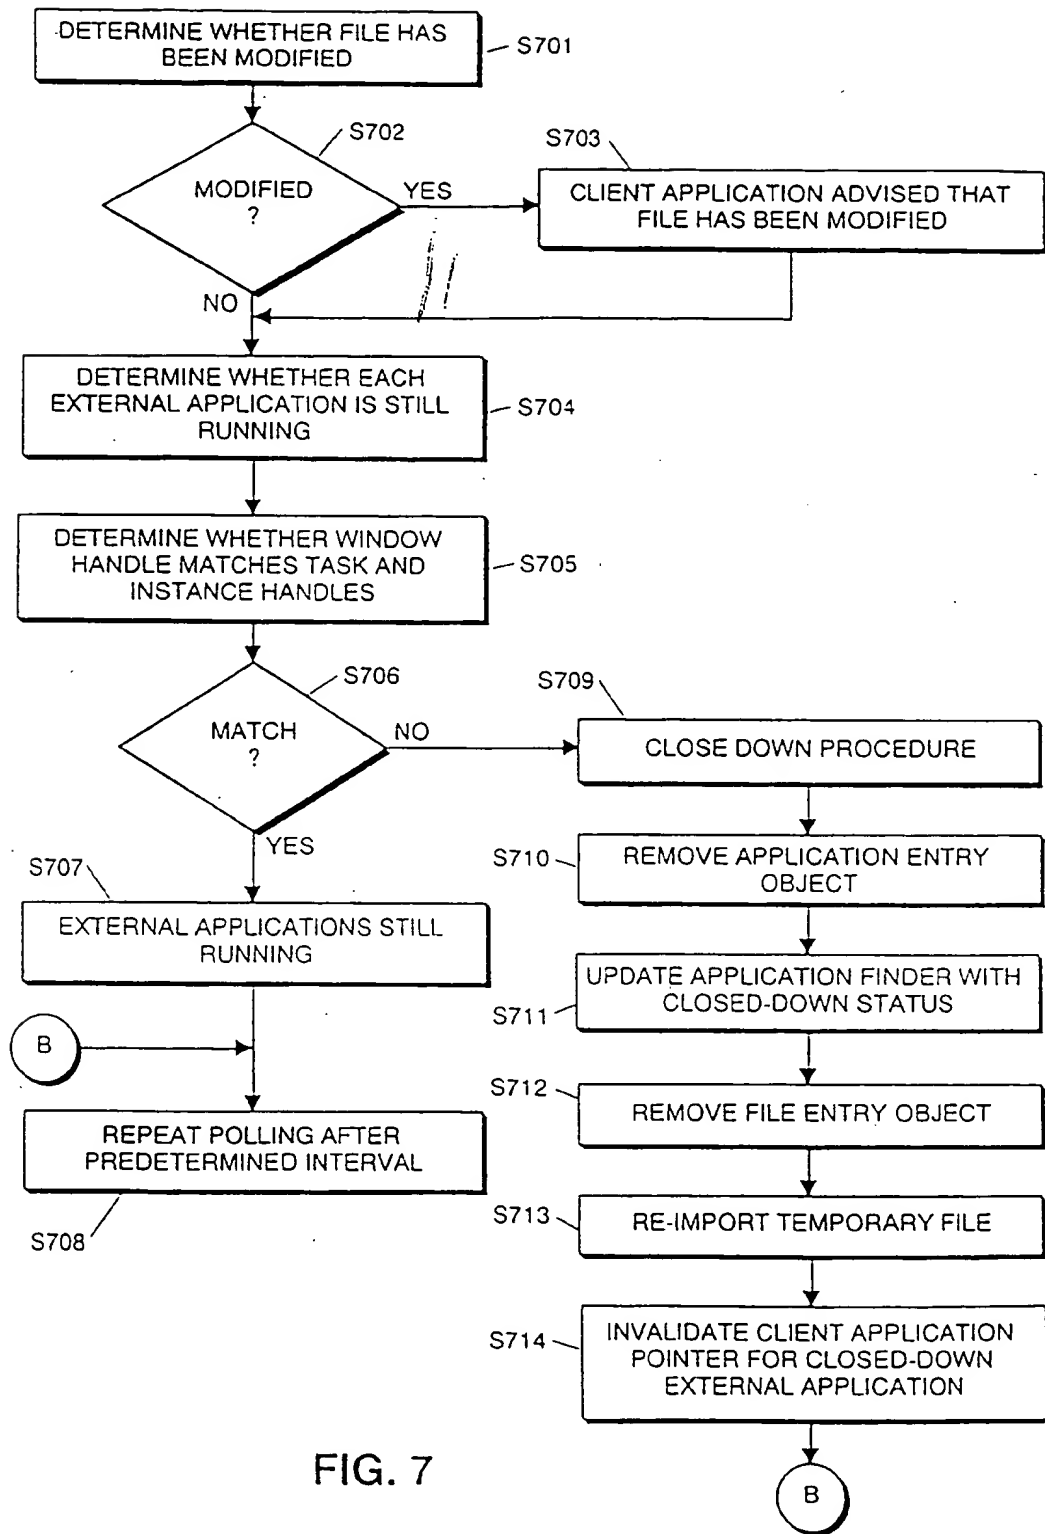 DETERMINE WHETHER FILE HAS
BEEN MODIFIED
S701
S702
MODIFIED
?
YES
NO
S703
CLIENT APPLICATION ADVISED THAT
FILE HAS BEEN MODIFIED
DETERMINE WHETHER EACH
EXTERNAL APPLICATION IS STILL
RUNNING
S704
DETERMINE WHETHER WINDOW
HANDLE MATCHES TASK AND
INSTANCE HANDLES
S705
S706
MATCH
?
NO
YES
S707
EXTERNAL APPLICATIONS STILL
RUNNING
B
REPEAT POLLING AFTER
PREDETERMINED INTERVAL
S708
S709
CLOSE DOWN PROCEDURE
S710
REMOVE APPLICATION ENTRY
OBJECT
UPDATE APPLICATION FINDER WITH
CLOSED-DOWN STATUS
S711
S712
REMOVE FILE ENTRY OBJECT
S713
RE-IMPORT TEMPORARY FILE
S714
INVALIDATE CLIENT APPLICATION
POINTER FOR CLOSED-DOWN
EXTERNAL APPLICATION
B
FIG. 7